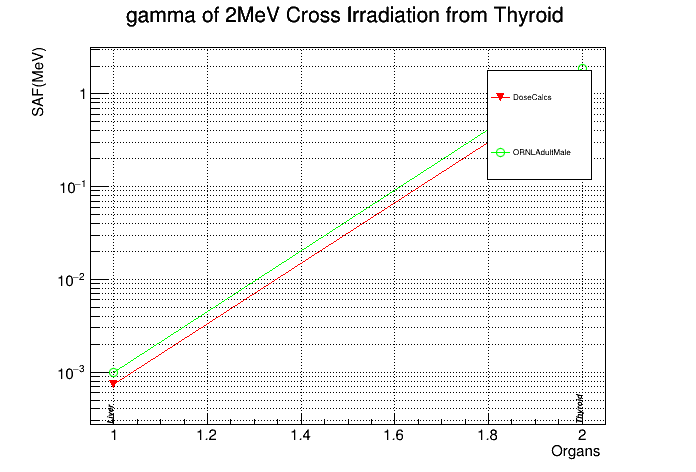 gamma of 2MeV Cross Irradiation from Thyroid
SAF(MeV)
1
10⁻¹
10⁻²
10⁻³
DoseCalcs
ORNLAdultMale
Liver
Thyroid
1 1.2 1.4 1.6 1.8 2
Organs